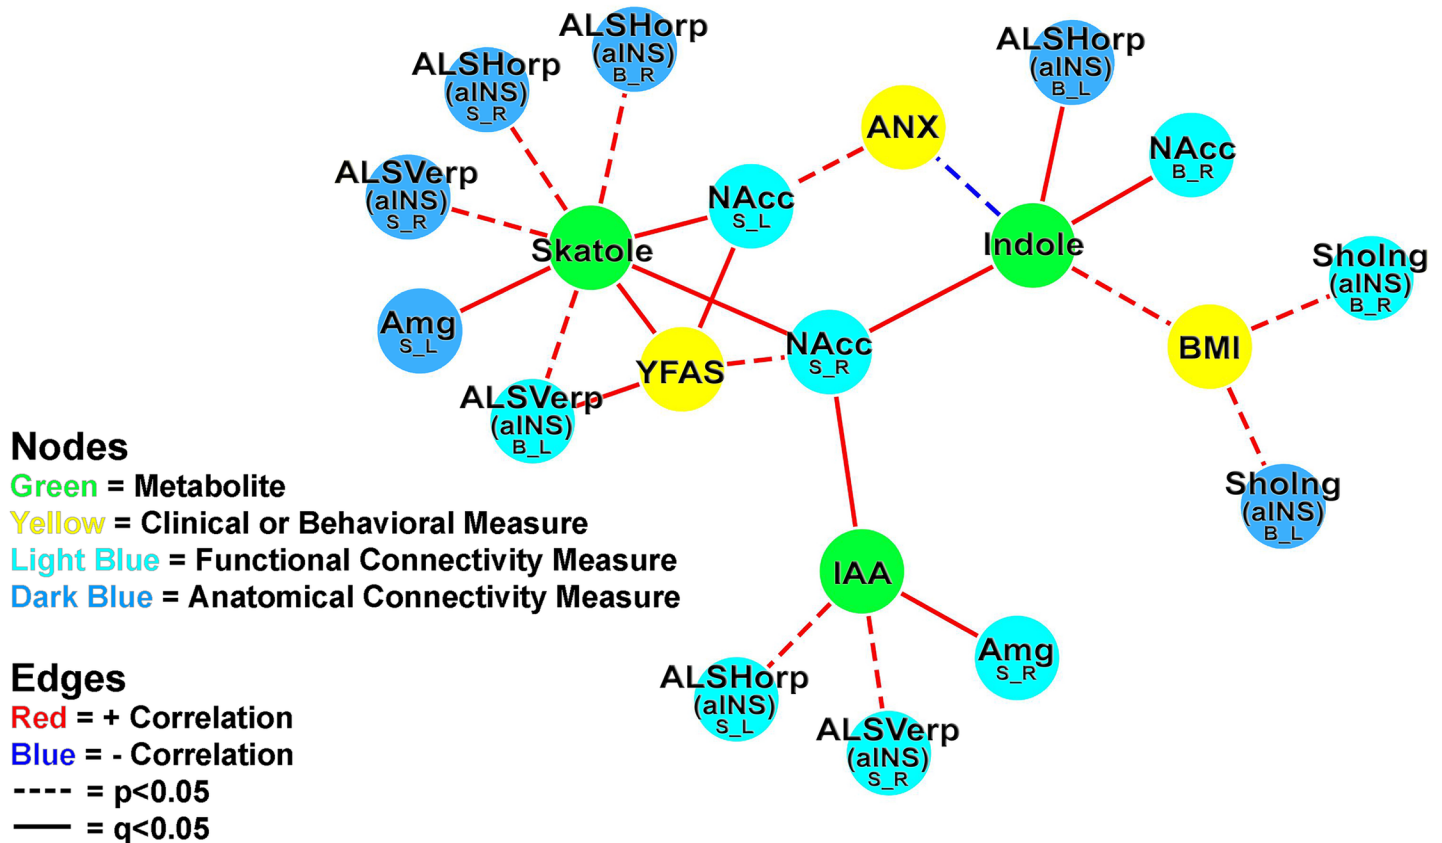 ALSHorp
(aINS)
B_R
ALSHorp
(aINS)
S_R
ALSHorp
(aINS)
B_L
ANX
NAcc
B_R
ALSVerp
(aINS)
S_R
NAcc
S_L
Skatole
Indole
ShoIng
(aINS)
B_R
Amg
S_L
NAcc
S_R
BMI
YFAS
ALSVerp
(aINS)
B_L
ShoIng
(aINS)
B_L
IAA
Amg
S_R
ALSHorp
(aINS)
S_L
ALSVerp
(aINS)
S_R
Nodes
Green = Metabolite
Yellow = Clinical or Behavioral Measure
Light Blue = Functional Connectivity Measure
Dark Blue = Anatomical Connectivity Measure
Edges
Red = + Correlation
Blue = - Correlation
---- = p<0.05
— = q<0.05